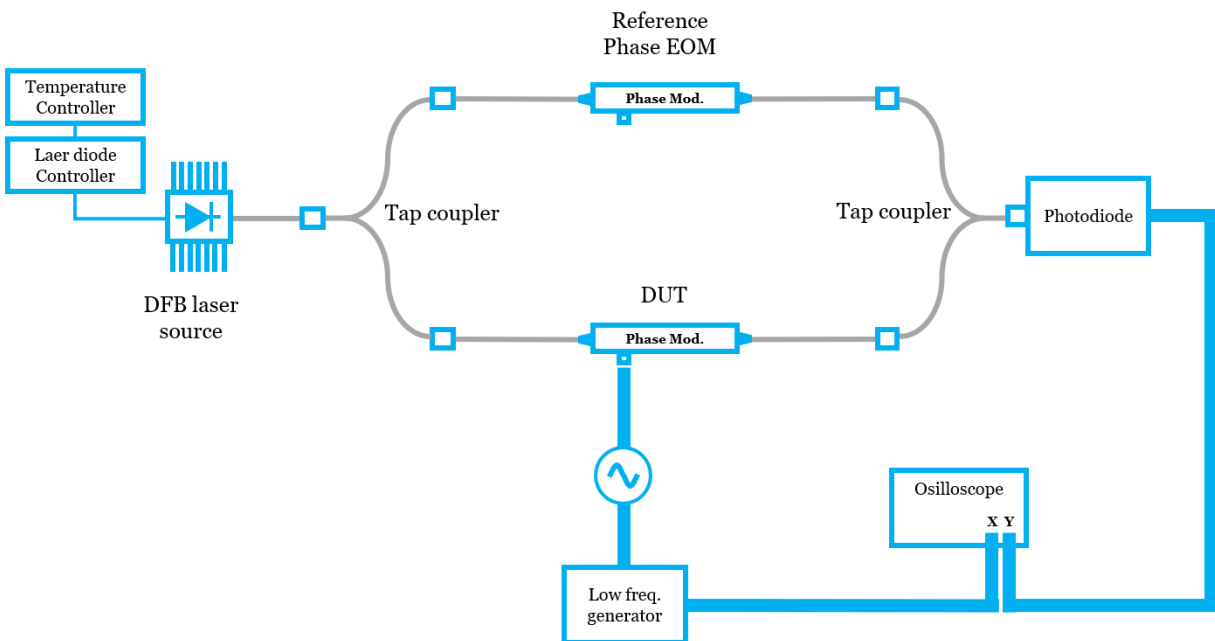 Reference
Phase EOM
Temperature
Controller
Phase Mod.
Laer diode
Controller
Tap coupler
Tap coupler
Photodiode
DFB laser
source
DUT
Phase Mod.
Osilloscope
X Y
Low freq.
generator